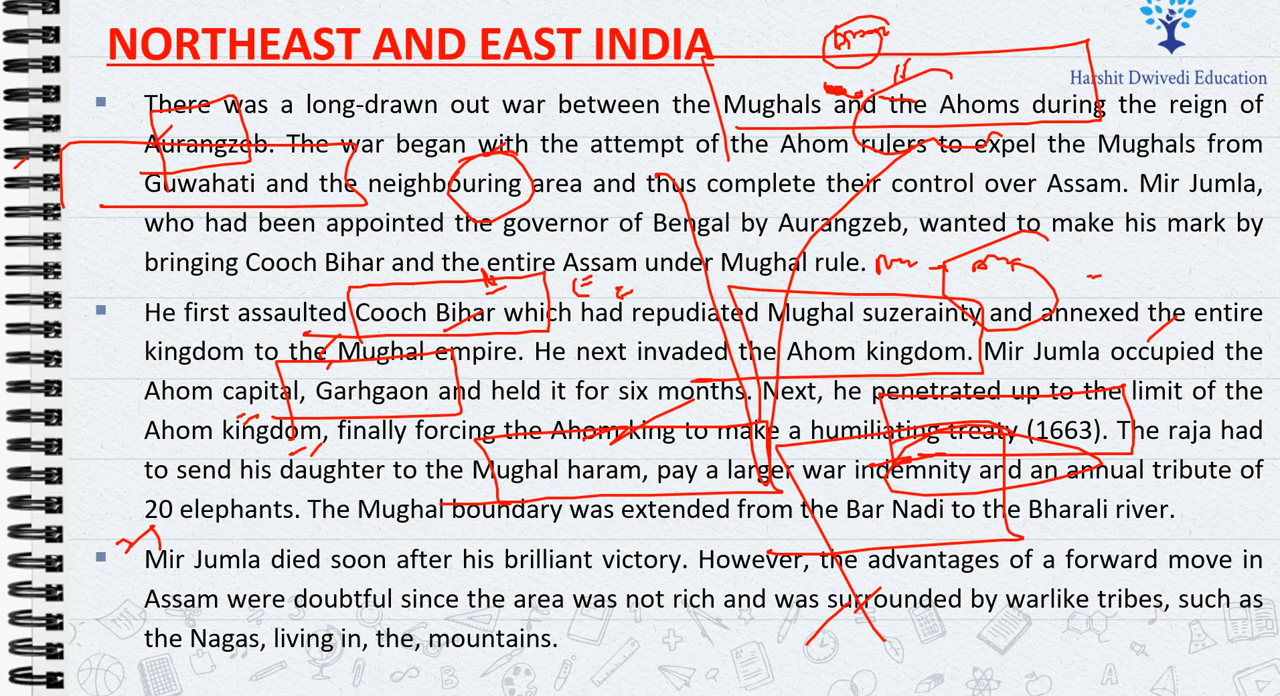 NORTHEAST AND EAST INDIA
Harshit Dwivedi Education
There was a long-drawn out war between the Mughals and the Ahoms during the reign of
Aurangzeb. The war began with the attempt of the Ahom rulers to expel the Mughals from
Guwahati and the neighbouring area and thus complete their control over Assam. Mir Jumla,
who had been appointed the governor of Bengal by Aurangzeb, wanted to make his mark by
bringing Cooch Bihar and the entire Assam under Mughal rule.
He first assaulted Cooch Bihar which had repudiated Mughal suzerainty and annexed the entire
kingdom to the Mughal empire. He next invaded the Ahom kingdom. Mir Jumla occupied the
Ahom capital, Garhgaon and held it for six months. Next, he penetrated up to the limit of the
Ahom kingdom, finally forcing the Ahom king to make a humiliating treaty (1663). The raja had
to send his daughter to the Mughal haram, pay a larger war indemnity and an annual tribute of
20 elephants. The Mughal boundary was extended from the Bar Nadi to the Bharali river.
Mir Jumla died soon after his brilliant victory. However, the advantages of a forward move in
Assam were doubtful since the area was not rich and was surrounded by warlike tribes, such as
the Nagas, living in, the, mountains.